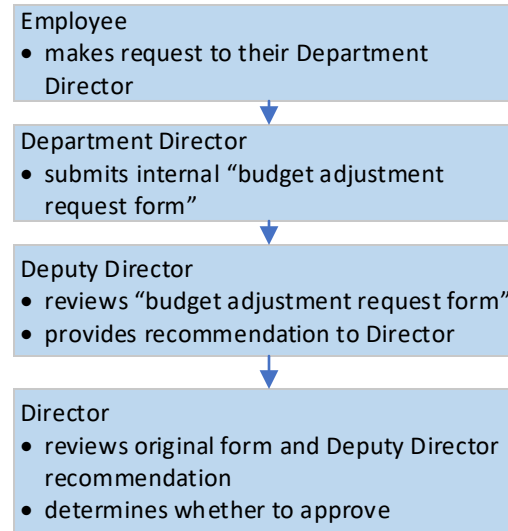 Employee
• makes request to their Department
Director
Department Director
• submits internal “budget adjustment
request form”
Deputy Director
• reviews “budget adjustment request form”
• provides recommendation to Director
Director
• reviews original form and Deputy Director
recommendation
• determines whether to approve